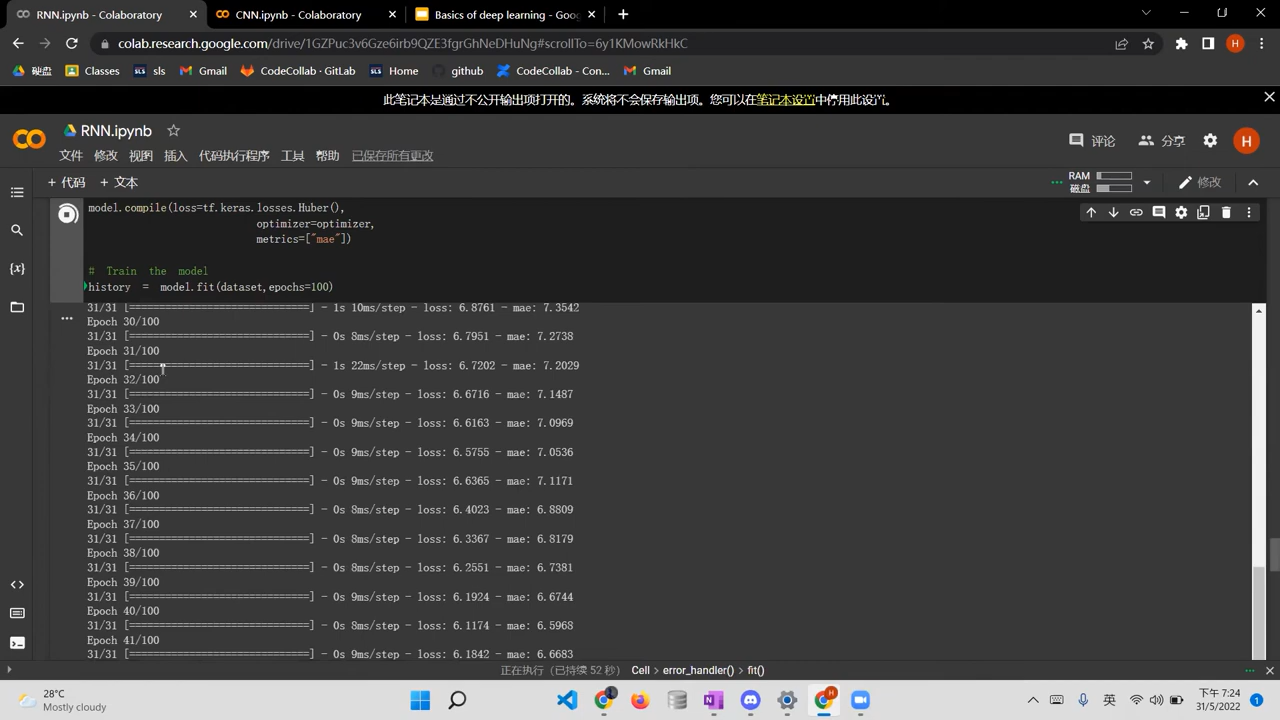 RNN.ipynb - Colaboratory
CNN.ipynb - Colaboratory
Basics of deep learning - Goo
colab.research.google.com/drive/1GZPuc3v6Gze6irb9QZE3fgrGhNeDHuNg#scrollTo=6y1KMowRkHkC
H
硬盘
Classes
sls
Gmail
CodeCollab · GitLab
Home
github
CodeCollab - Con...
Gmail
此笔记本是通过不公开输出项打开的。系统将不会保存输出项。您可以在笔记本设置中停用此设置。
RNN.ipynb
评论
分享
H
文件 修改 视图 插入 代码执行程序 工具 帮助 已保存所有更改
+ 代码 + 文本
RAM
磁盘
修改
model.compile(loss=tf.keras.losses.Huber(),
optimizer=optimizer,
metrics=["mae"])
# Train the model
history = model.fit(dataset,epochs=100)
31/31 [==============================] - 1s 10ms/step - loss: 6.8761 - mae: 7.3542
Epoch 30/100
31/31 [==============================] - 0s 8ms/step - loss: 6.7951 - mae: 7.2738
Epoch 31/100
31/31 [==============================] - 1s 22ms/step - loss: 6.7202 - mae: 7.2029
Epoch 32/100
31/31 [==============================] - 0s 9ms/step - loss: 6.6716 - mae: 7.1487
Epoch 33/100
31/31 [==============================] - 0s 9ms/step - loss: 6.6163 - mae: 7.0969
Epoch 34/100
31/31 [==============================] - 0s 9ms/step - loss: 6.5755 - mae: 7.0536
Epoch 35/100
31/31 [==============================] - 0s 9ms/step - loss: 6.6365 - mae: 7.1171
Epoch 36/100
31/31 [==============================] - 0s 8ms/step - loss: 6.4023 - mae: 6.8809
Epoch 37/100
31/31 [==============================] - 0s 8ms/step - loss: 6.3367 - mae: 6.8179
Epoch 38/100
31/31 [==============================] - 0s 8ms/step - loss: 6.2551 - mae: 6.7381
Epoch 39/100
31/31 [==============================] - 0s 9ms/step - loss: 6.1924 - mae: 6.6744
Epoch 40/100
31/31 [==============================] - 0s 8ms/step - loss: 6.1174 - mae: 6.5968
Epoch 41/100
31/31 [==============================] - 0s 9ms/step - loss: 6.1842 - mae: 6.6683
正在执行 (已持续 52 秒) Cell error_handler() fit()
28°C
Mostly cloudy
英
下午 7:24
31/5/2022
1